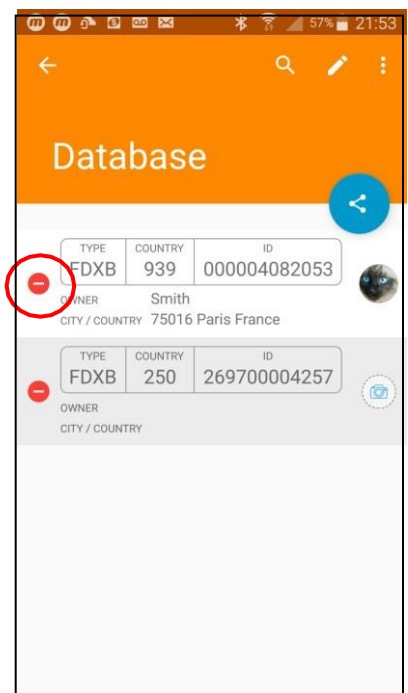 57% 21:53
Database
TYPE COUNTRY ID
FDXB 939 000004082053
OWNER Smith
CITY / COUNTRY 75016 Paris France
TYPE COUNTRY ID
FDXB 250 269700004257
OWNER
CITY / COUNTRY